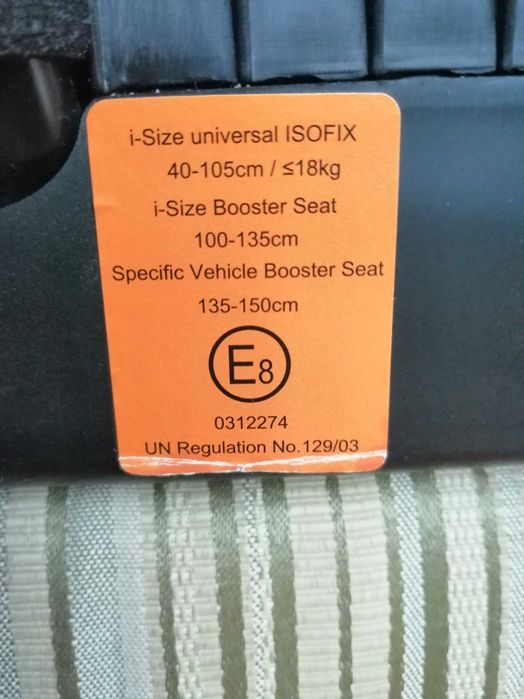 i-Size universal ISOFIX
40-105cm / ≤18kg
i-Size Booster Seat
100-135cm
Specific Vehicle Booster Seat
135-150cm
E8
0312274
UN Regulation No.129/03